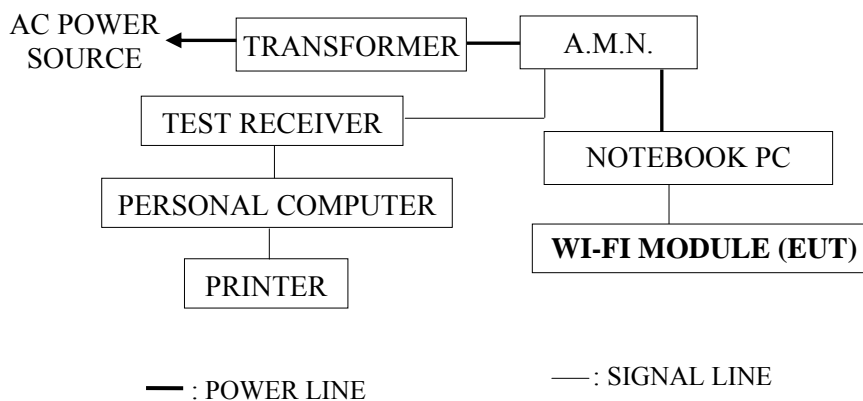 AC POWER
SOURCE
TRANSFORMER
A.M.N.
TEST RECEIVER
NOTEBOOK PC
PERSONAL COMPUTER
WI-FI MODULE (EUT)
PRINTER
: POWER LINE
: SIGNAL LINE